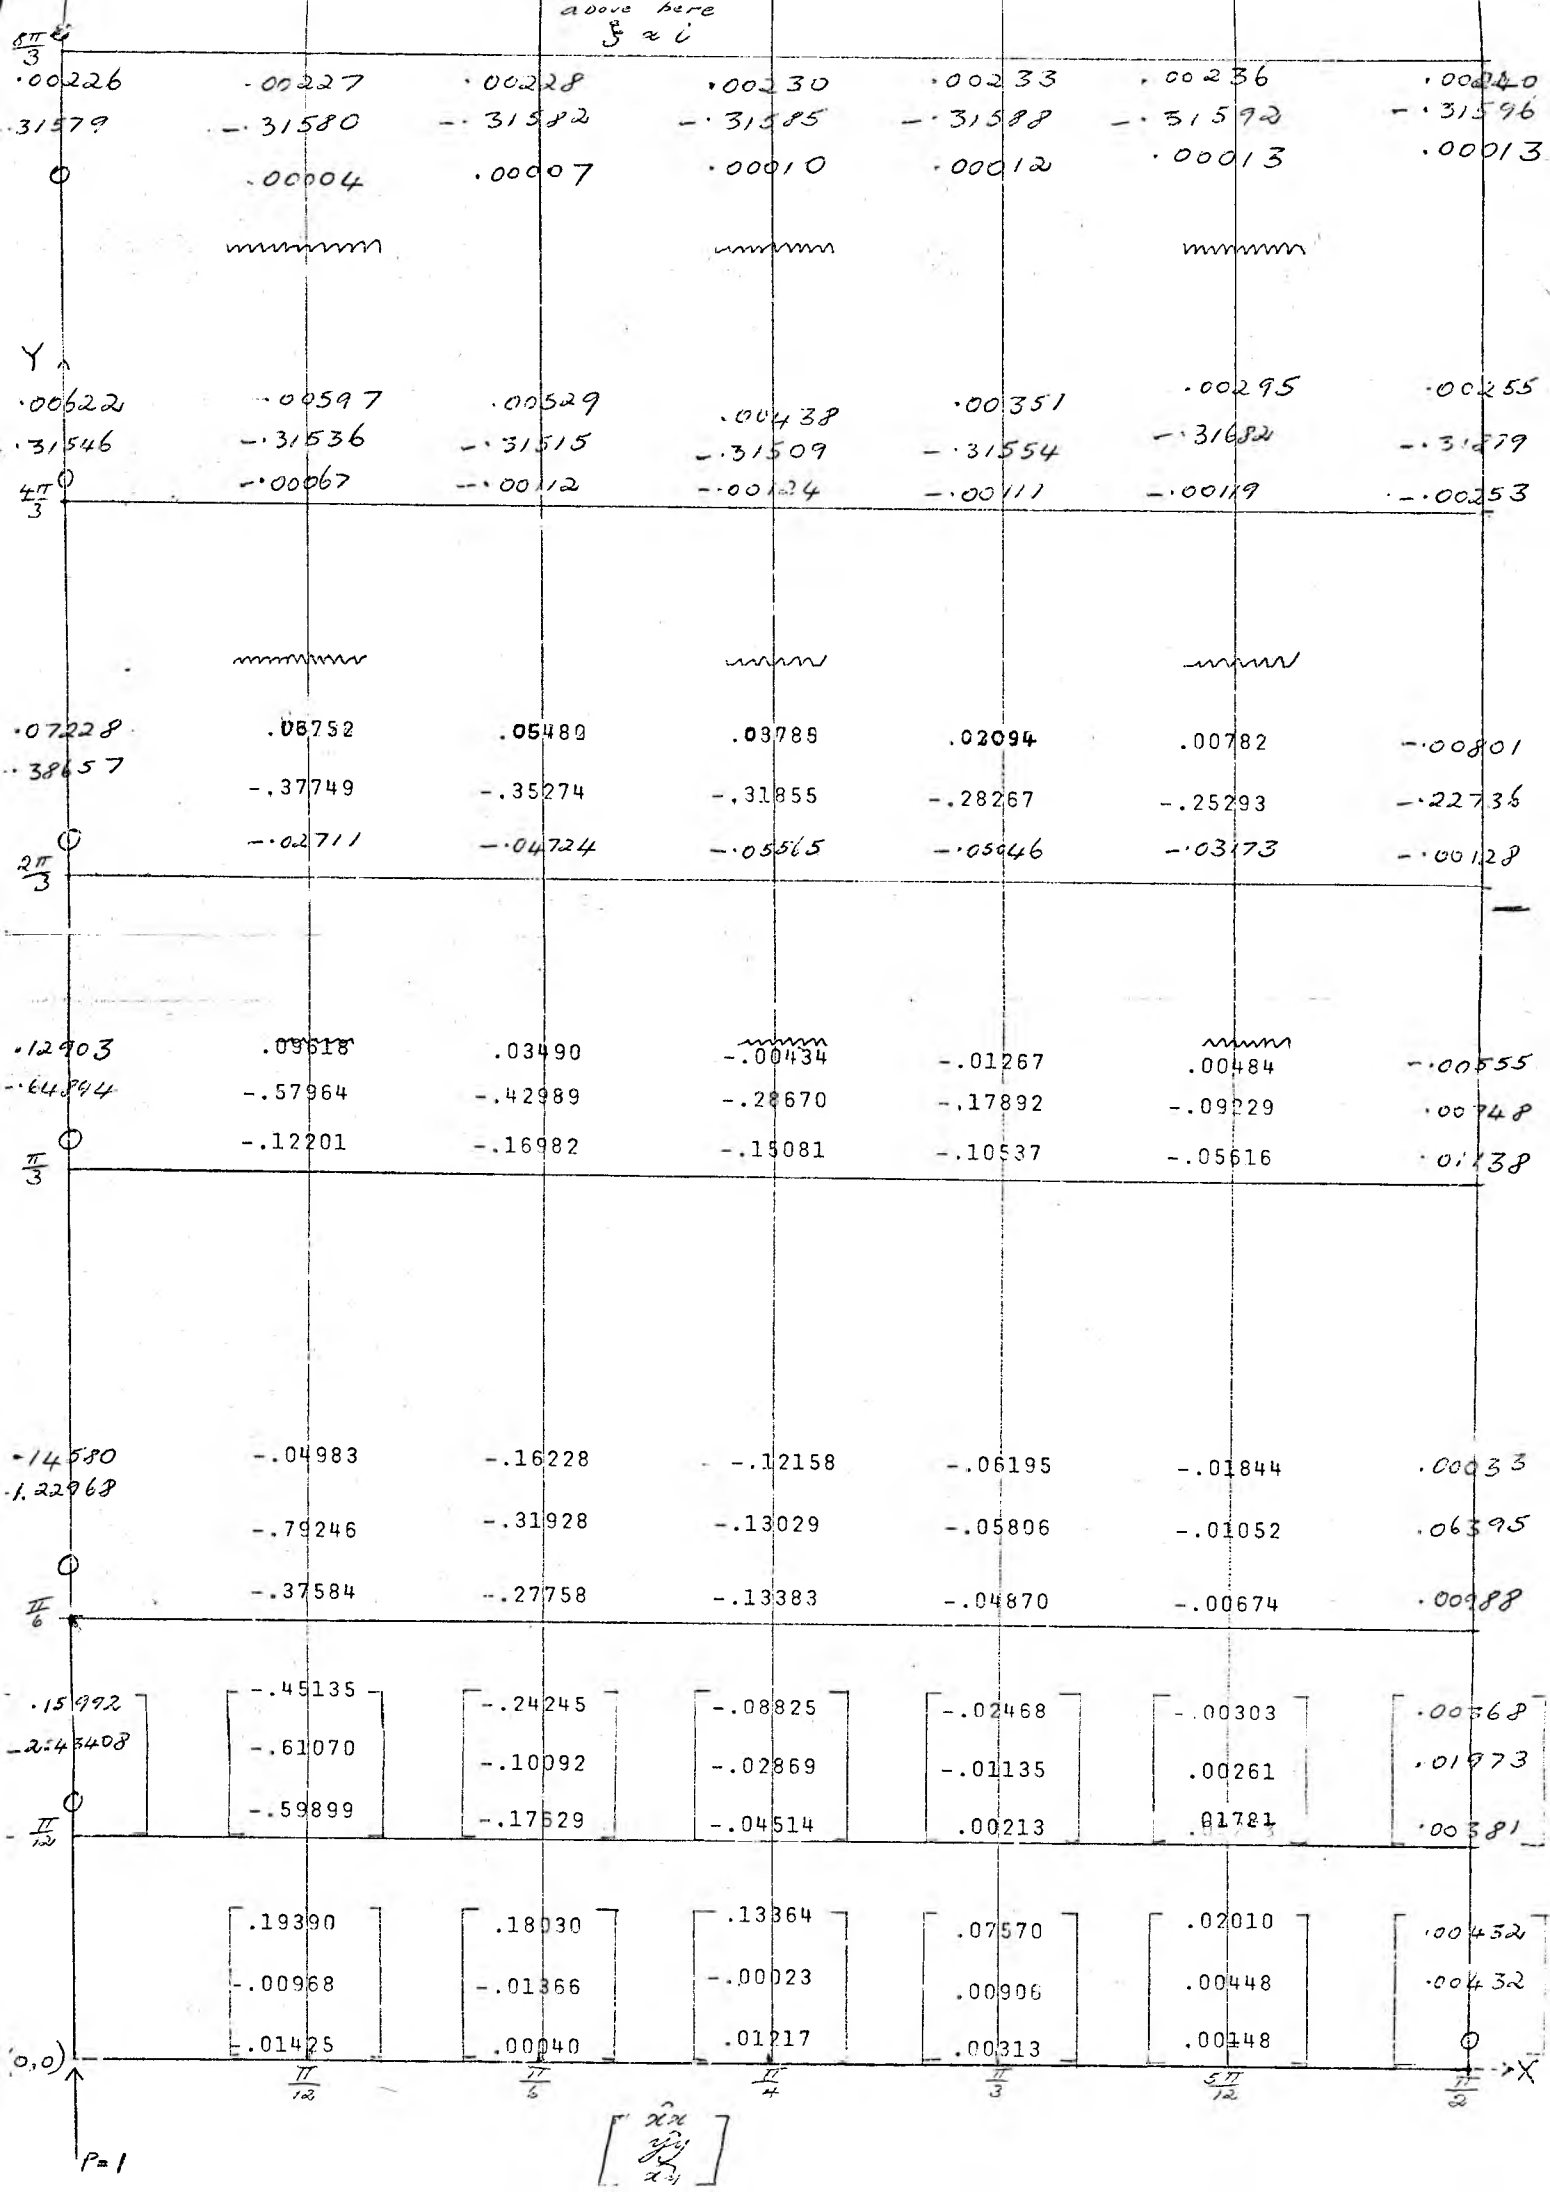 above here
ξ ≈ i
8π/3
.00226 .00227 .00228 .00230 .00233 .00236 .00240
.31579 -.31580 -.31582 -.31585 -.31588 -.31592 -.31596
0 .00004 .00007 .00010 .00012 .00013 .00013
Y
.00622 .00597 .00529 .00438 .00351 .00295 .00255
.31546 -.31536 -.31515 -.31509 -.31554 -.31682
0 -.00067 -.00112 -.00124 -.00111 -.00119 -.00253
4π/3
.07228 .06752 .05480 .03785 .02094 .00782 -.00801
.38657 -.37749 -.35274 -.31855 -.28267 -.25293 -.22736
0 -.02711 -.04724 -.05565 -.05046 -.03173 -.00128
2π/3
.12903 .09618 .03490 -.00434 -.01267 .00484 -.00555
-.64894 -.57964 -.42989 -.28670 -.17892 -.09229 .00748
0 -.12201 -.16982 -.15081 -.10537 -.05616 .01138
π/3
.14580 -.04983 -.16228 -.12158 -.06195 -.01844 .00033
1.22968 -.79246 -.31928 -.13029 -.05806 -.01052 .06395
0 -.37584 -.27758 -.13383 -.04870 -.00674 .00988
π/6
.15992 -.45135 -.24245 -.08825 -.02468 -.00303 .00368
-2.43408 -.61070 -.10092 -.02869 -.01135 .00261 .01973
0 -.59899 -.17629 -.04514 .00213 .01781 .00381
π/12
.19390 .18030 .13364 .07570 .02010 .00432
-.00968 -.01366 -.00023 .00906 .00448 .00432
-.01425 .00040 .01217 .00313 .00148 0
0,0) X
π/12 π/6 π/4 π/3 5π/12 π/2
P=1
x̂x
ŷy
x̂y